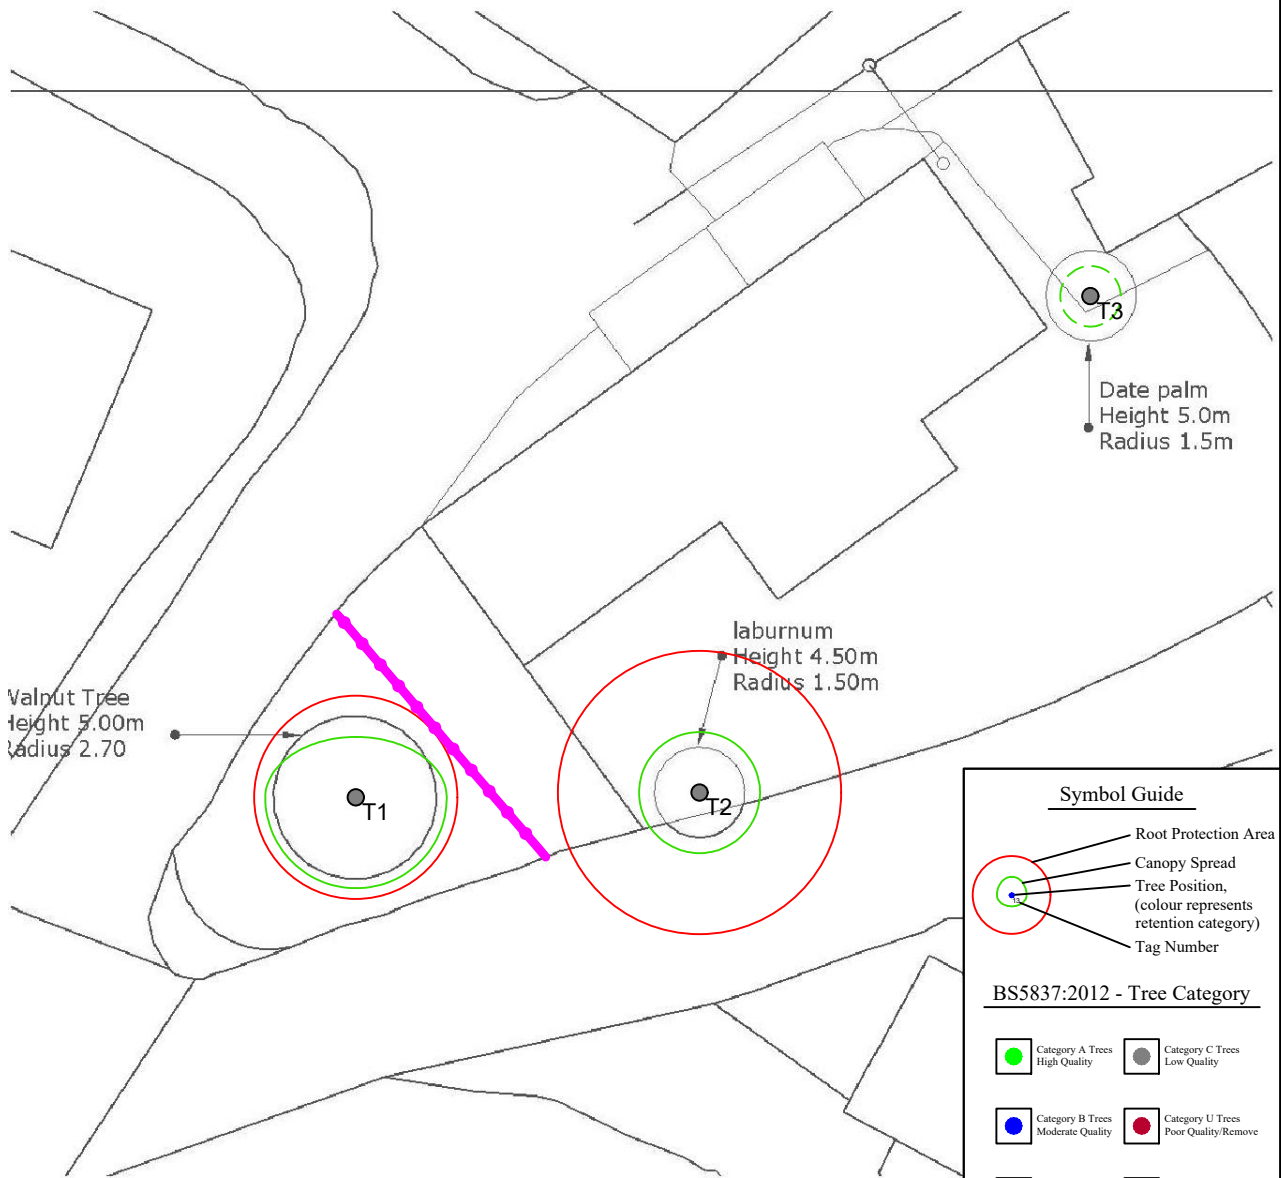 T3
Date palm
Height 5.0m
Radius 1.5m
laburnum
Height 4.50m
Radius 1.50m
Walnut Tree
Height 5.00m
Radius 2.70
T1
T2
Symbol Guide
Root Protection Area
Canopy Spread
Tree Position,
(colour represents
retention category)
Tag Number
13
BS5837:2012 - Tree Category
Category A Trees
High Quality
Category C Trees
Low Quality
Category B Trees
Moderate Quality
Category U Trees
Poor Quality/Remove